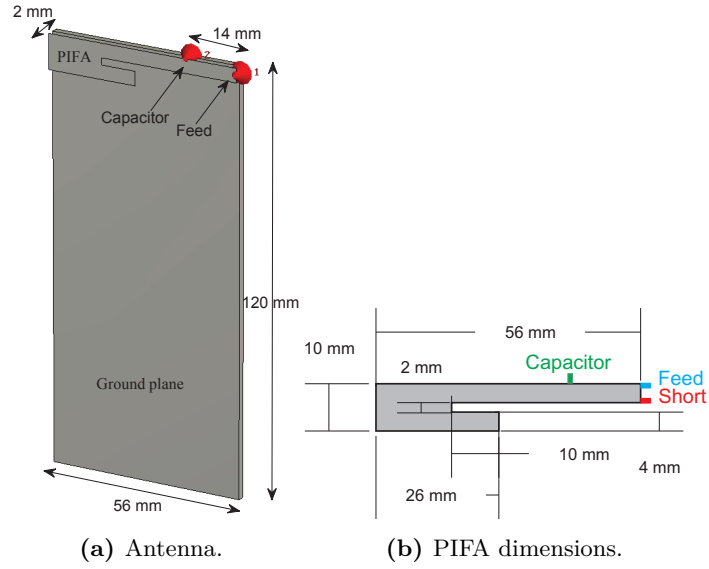 2 mm
14 mm
PIFA
2
1
Capacitor
Feed
120 mm
Ground plane
56 mm
(a) Antenna.
56 mm
10 mm
2 mm
Capacitor
Feed
Short
10 mm
4 mm
26 mm
(b) PIFA dimensions.